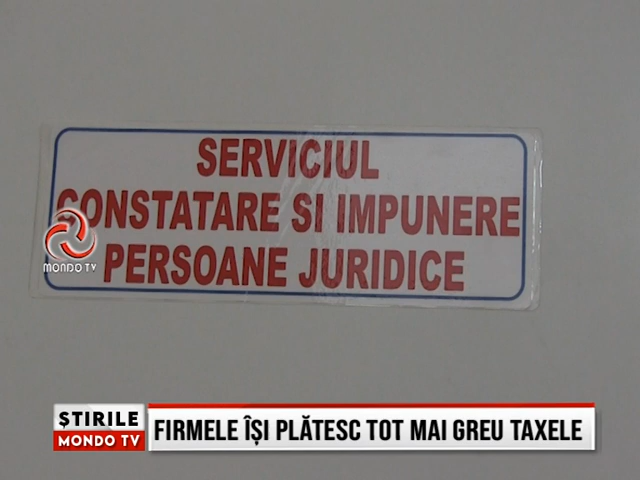 SERVICIUL
CONSTATARE SI IMPUNERE
PERSOANE JURIDICE
MONDO TV
ȘTIRILE
MONDO TV
FIRMELE ÎȘI PLĂTESC TOT MAI GREU TAXELE